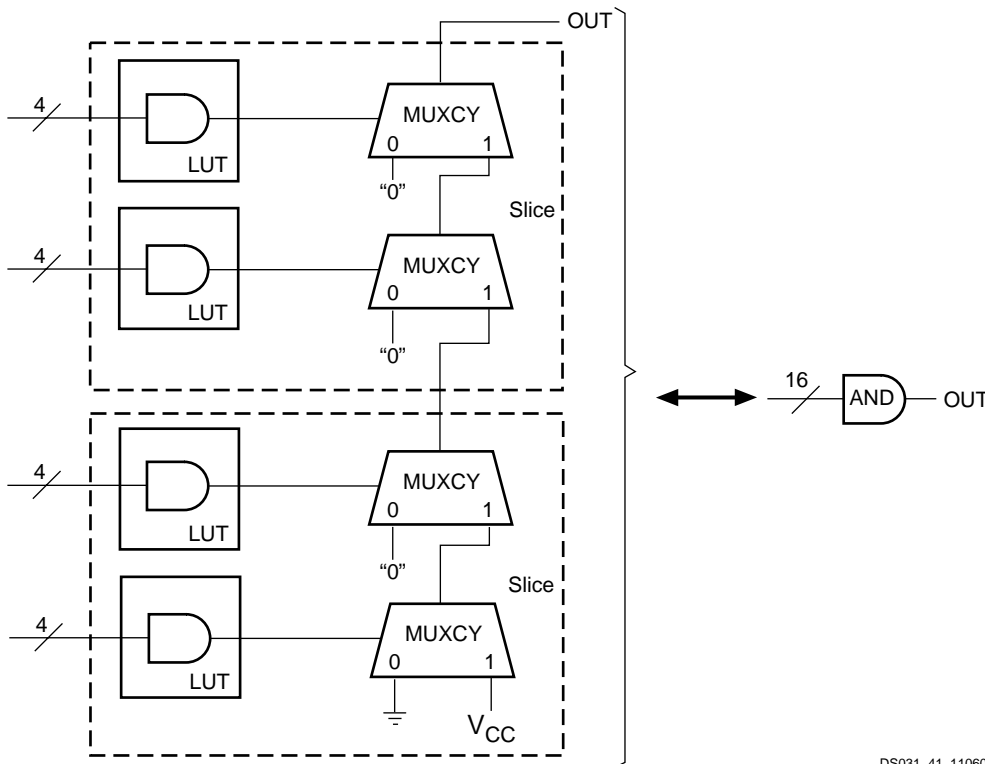 OUT
4
LUT
MUXCY
0 1
“0”
Slice
4
LUT
MUXCY
0 1
“0”
16
AND
OUT
4
LUT
MUXCY
0 1
“0”
Slice
4
LUT
MUXCY
0 1
VCC